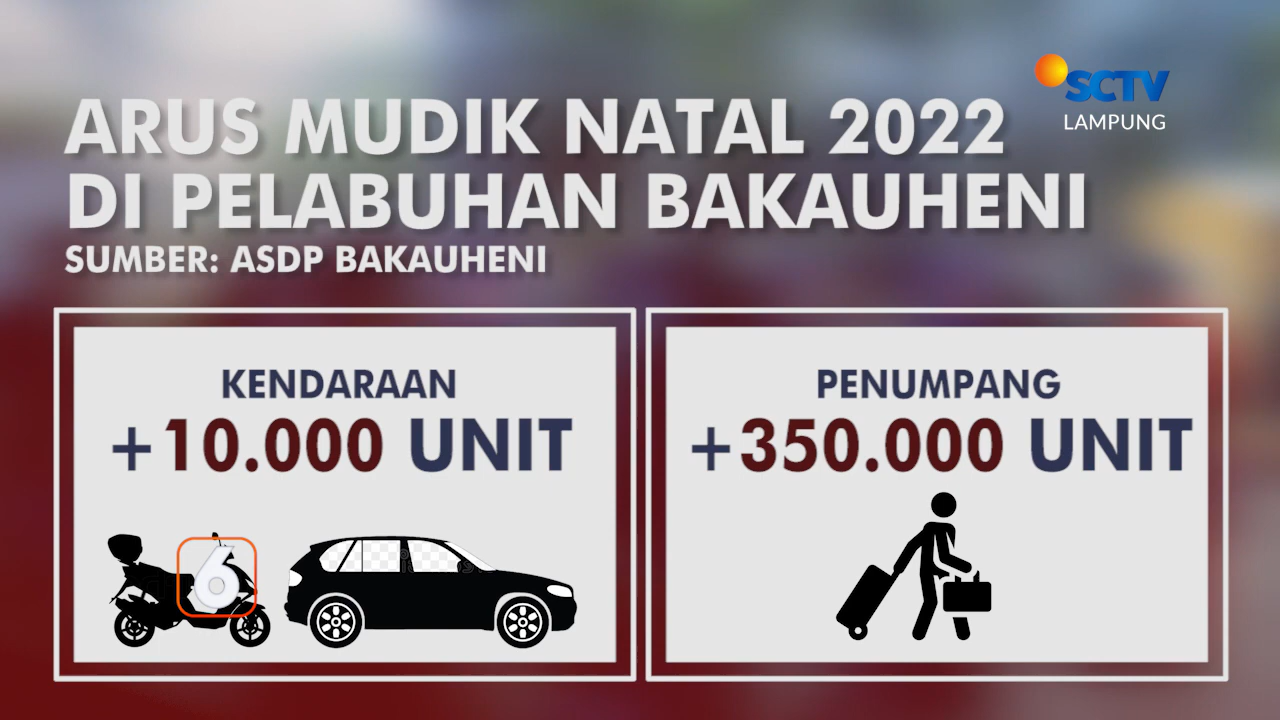 SCTV
LAMPUNG
ARUS MUDIK NATAL 2022
DI PELABUHAN BAKAUHENI
SUMBER: ASDP BAKAUHENI
KENDARAAN
+10.000 UNIT
6
PENUMPANG
+350.000 UNIT